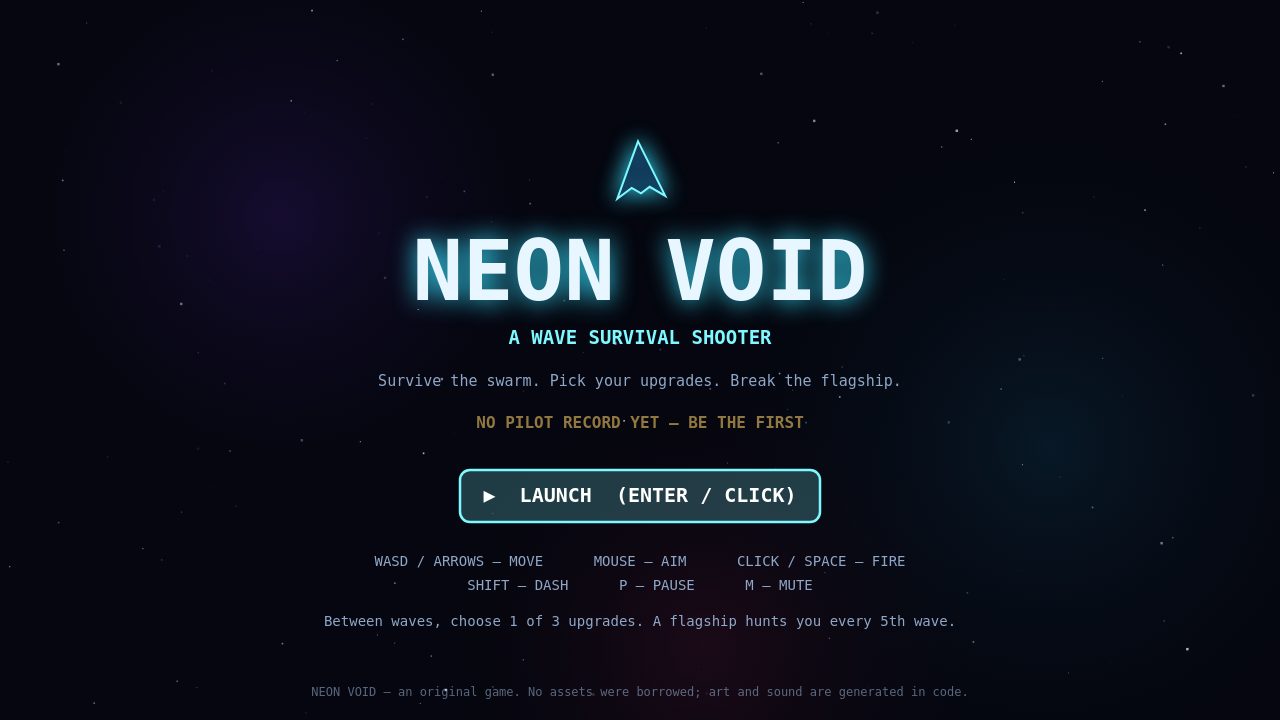 NEON VOID
A WAVE SURVIVAL SHOOTER
Survive the swarm. Pick your upgrades. Break the flagship.
NO PILOT RECORD YET — BE THE FIRST
▶ LAUNCH (ENTER / CLICK)
WASD / ARROWS — MOVE MOUSE — AIM CLICK / SPACE — FIRE
SHIFT — DASH P — PAUSE M — MUTE
Between waves, choose 1 of 3 upgrades. A flagship hunts you every 5th wave.
NEON VOID — an original game. No assets were borrowed; art and sound are generated in code.